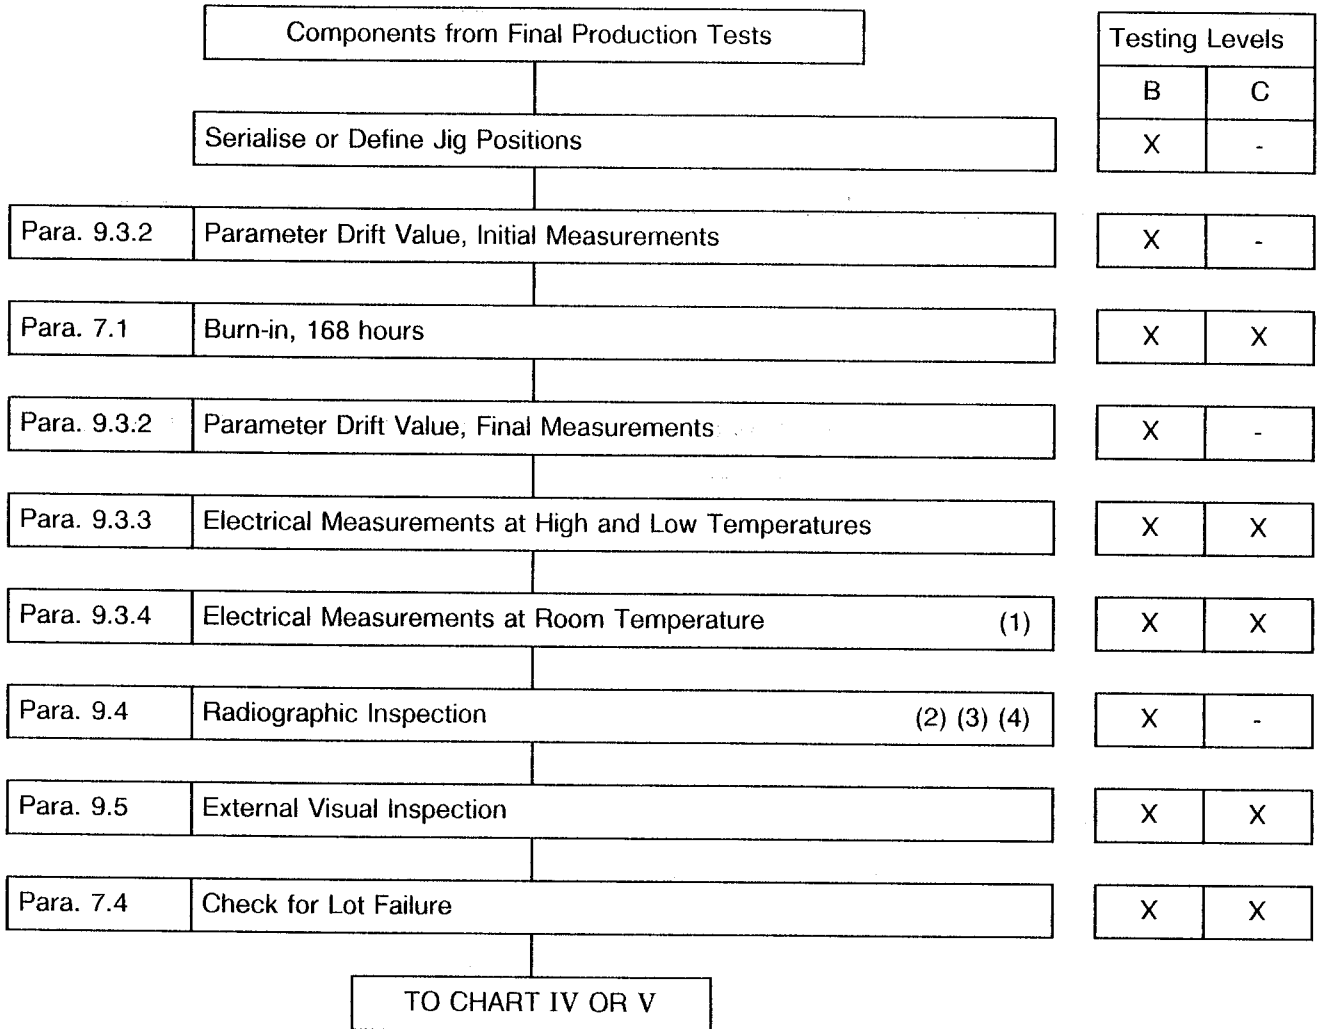 Components from Final Production Tests
Testing Levels
B C
Serialise or Define Jig Positions X -
Para. 9.3.2 Parameter Drift Value, Initial Measurements X -
Para. 7.1 Burn-in, 168 hours X X
Para. 9.3.2 Parameter Drift Value, Final Measurements X -
Para. 9.3.3 Electrical Measurements at High and Low Temperatures X X
Para. 9.3.4 Electrical Measurements at Room Temperature (1) X X
Para. 9.4 Radiographic Inspection (2) (3) (4) X -
Para. 9.5 External Visual Inspection X X
Para. 7.4 Check for Lot Failure X X
TO CHART IV OR V